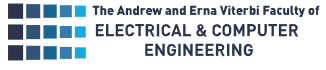 The Andrew and Erna Viterbi Faculty of
ELECTRICAL & COMPUTER
ENGINEERING